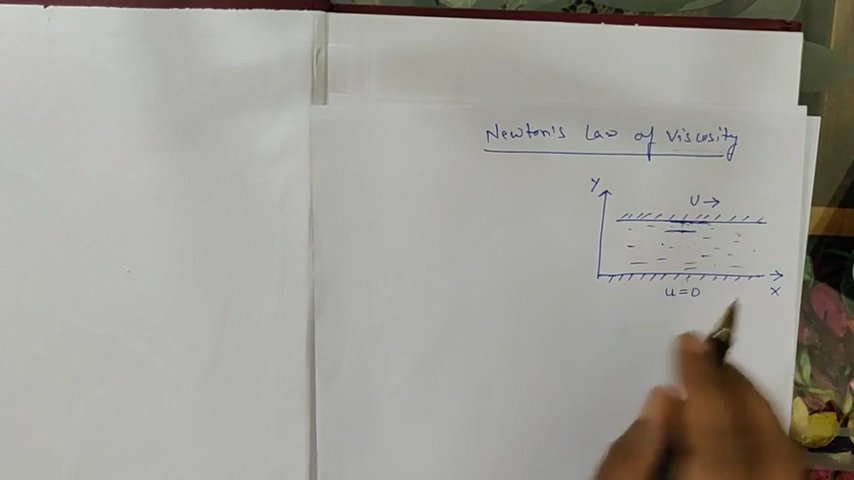 Newton's Law of Viscosity
y
U →
u = 0
x